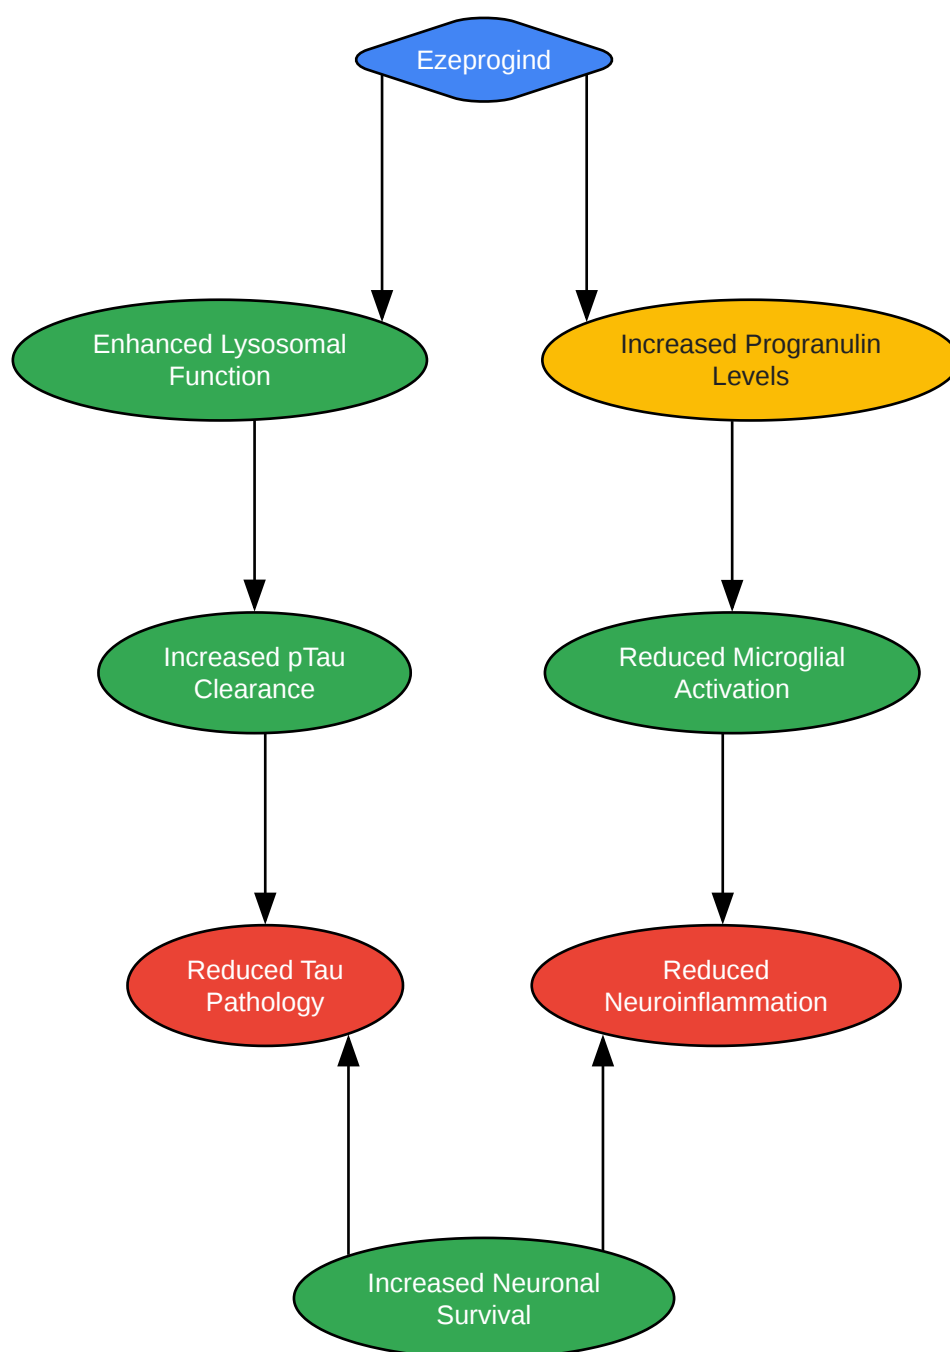 Ezeprogind
Enhanced Lysosomal
Function
Increased Progranulin
Levels
Increased pTau
Clearance
Reduced Microglial
Activation
Reduced Tau
Pathology
Reduced
Neuroinflammation
Increased Neuronal
Survival